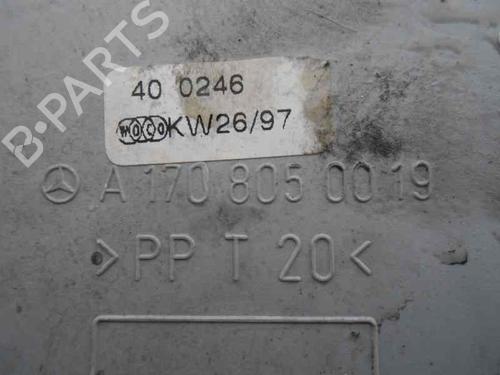 40 0246
WOCO KW26/97
A 170 805 00 19
>PP T 20<
B-PARTS